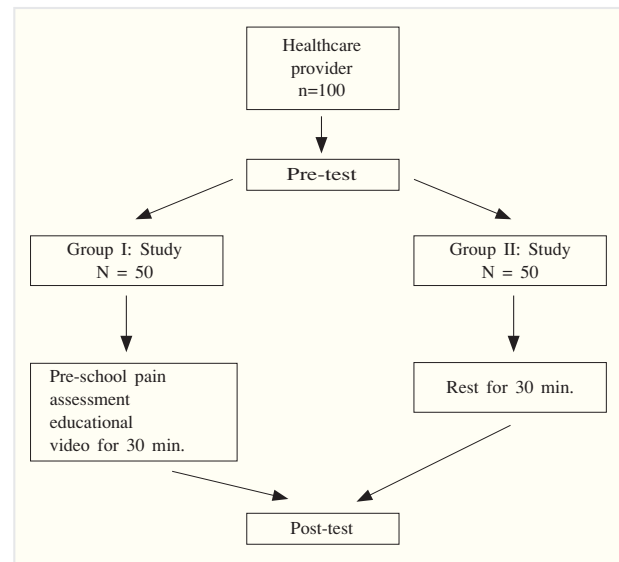 Healthcare
provider
n=100
Pre-test
Group I: Study
N = 50
Group II: Study
N = 50
Pre-school pain
assessment
educational
video for 30 min.
Rest for 30 min.
Post-test